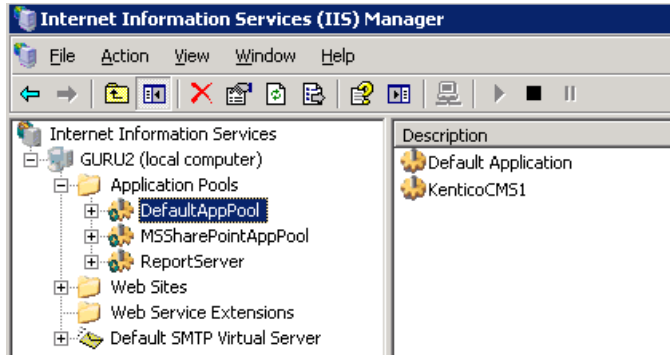 Internet Information Services (IIS) Manager
File Action View Window Help
Internet Information Services
GURU2 (local computer)
Application Pools
DefaultAppPool
MSSharePointAppPool
ReportServer
Web Sites
Web Service Extensions
Default SMTP Virtual Server
Description
Default Application
KenticoCMS1